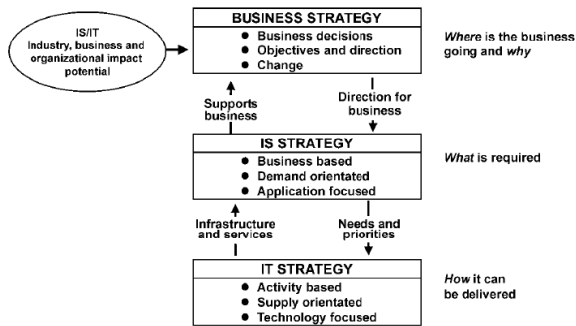 IS/IT
Industry, business and
organizational impact
potential
BUSINESS STRATEGY
● Business decisions
● Objectives and direction
● Change
Where is the business
going and why
Supports
business
Direction for
business
IS STRATEGY
● Business based
● Demand orientated
● Application focused
What is required
Infrastructure
and services
Needs and
priorities
IT STRATEGY
● Activity based
● Supply orientated
● Technology focused
How it can
be delivered